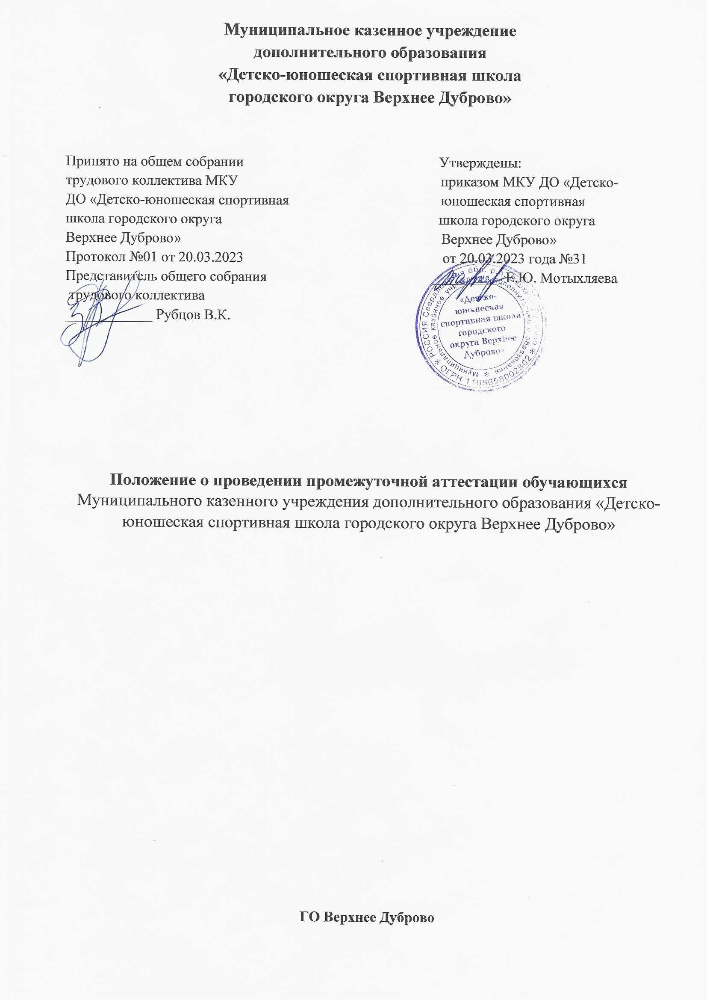 Муниципальное казенное учреждение
дополнительного образования
«Детско-юношеская спортивная школа
городского округа Верхнее Дуброво»
Принято на общем собрании
трудового коллектива МКУ
ДО «Детско-юношеская спортивная
школа городского округа
Верхнее Дуброво»
Протокол №01 от 20.03.2023
Представитель общего собрания
трудового коллектива
____________ Рубцов В.К.
Утверждены:
приказом МКУ ДО «Детско-
юношеская спортивная
школа городского округа
Верхнее Дуброво»
от 20.03.2023 года №31
__________Е.Ю. Мотыхляева
«Детско-
юношеская
спортивная школа
городского
округа Верхнее
Дуброво»
Муниципальное казённое учреждение дополнительного образования
РОССИЯ Свердловская обл. р.п. Верхнее
ОГРН 1106658002802
Положение о проведении промежуточной аттестации обучающихся
Муниципального казенного учреждения дополнительного образования «Детско-
юношеская спортивная школа городского округа Верхнее Дуброво»
ГО Верхнее Дуброво